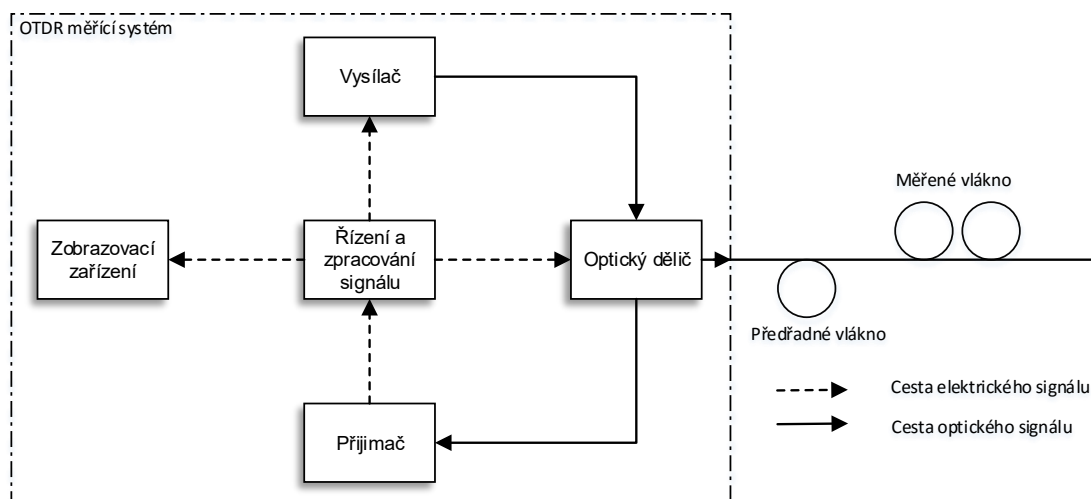 OTDR měřící systém
Vysílač
Měřené vlákno
Zobrazovací
zařízení
Řízení a
zpracování
signálu
Optický dělič
Předřadné vlákno
Cesta elektrického signálu
Cesta optického signálu
Přijimač